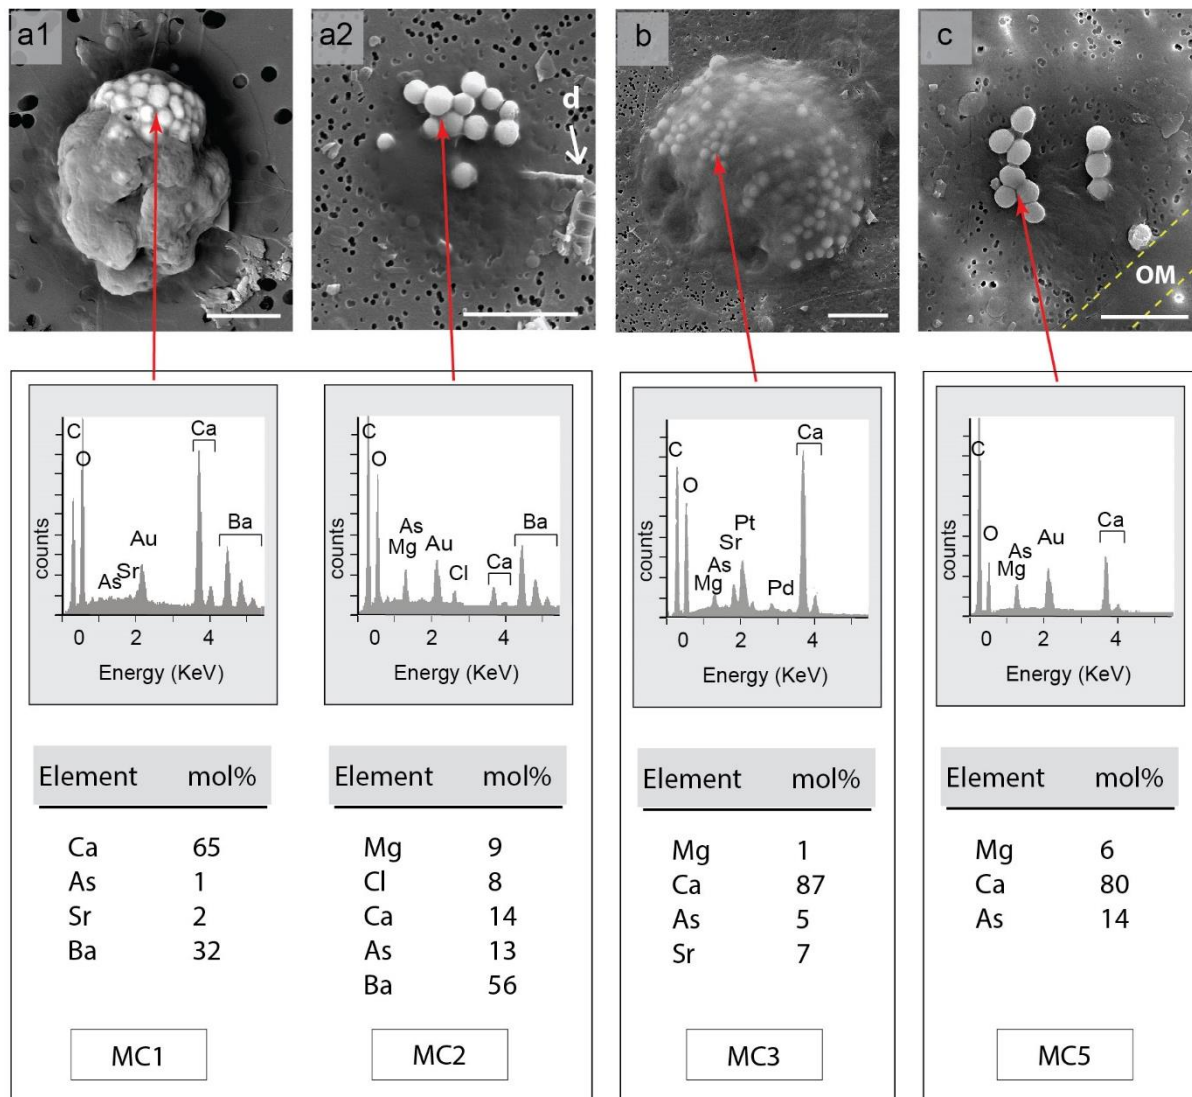 a1
a2
b
c
d
OM
C
O
As
Sr
Au
Ca
Ba
counts
0 2 4
Energy (KeV)
C
O
As
Mg
Au
Cl
Ca
Ba
counts
0 2 4
Energy (KeV)
C
O
Mg
As
Sr
Pt
Pd
Ca
counts
0 2 4
Energy (KeV)
C
O
As
Mg
Au
Ca
counts
0 2 4
Energy (KeV)
Element mol%
Ca 65
As 1
Sr 2
Ba 32
MC1
Element mol%
Mg 9
Cl 8
Ca 14
As 13
Ba 56
MC2
Element mol%
Mg 1
Ca 87
As 5
Sr 7
MC3
Element mol%
Mg 6
Ca 80
As 14
MC5